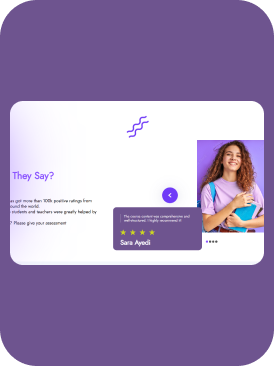 They Say?
as got more than 100k positive ratings from
ound the world.
students and teachers were greatly helped by
? Please give your assessment
The course content was comprehensive and
well-structured. I highly recommend it!
Sara Ayedi